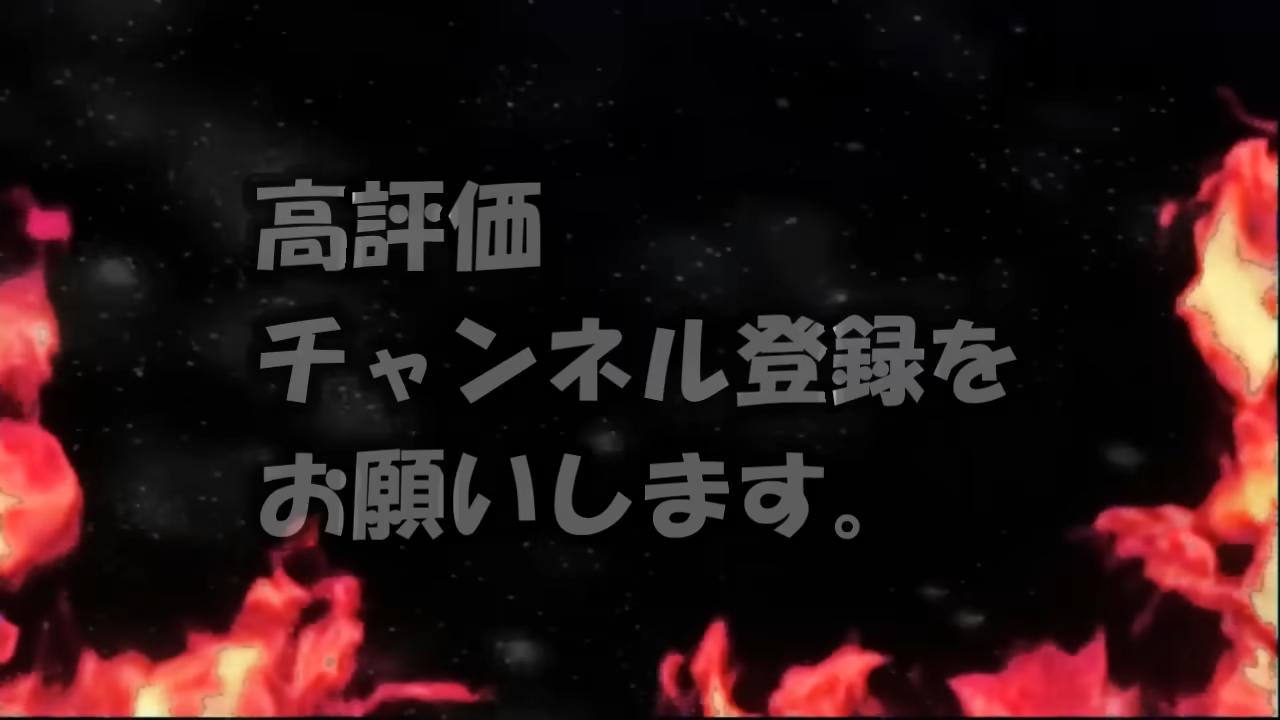 高評価
チャンネル登録を
お願いします。